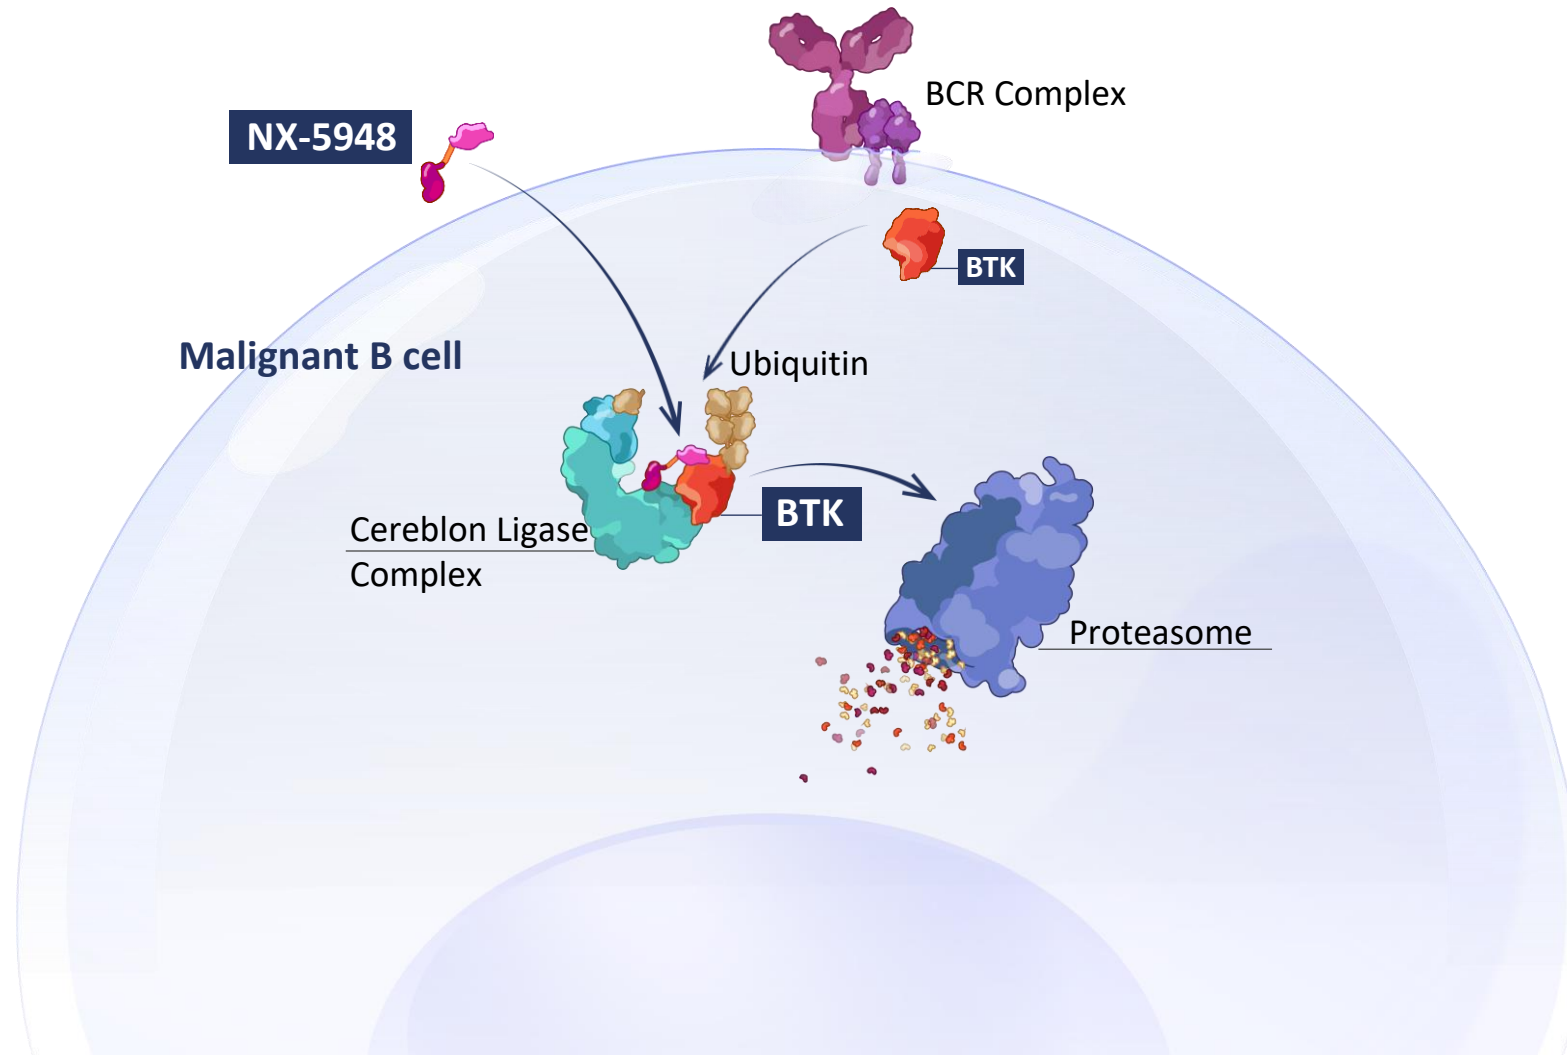 BCR Complex
NX-5948
BTK
Malignant B cell
Ubiquitin
BTK
Cereblon Ligase
Complex
Proteasome